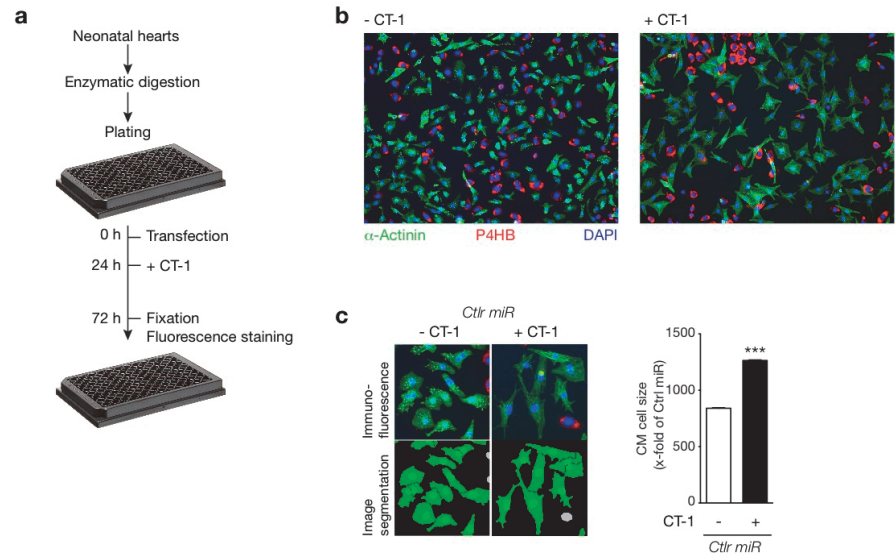 a
Neonatal hearts
Enzymatic digestion
Plating
0 h Transfection
24 h + CT-1
72 h Fixation
Fluorescence staining
b
- CT-1
+ CT-1
α-Actinin P4HB DAPI
c
Ctlr miR
- CT-1 + CT-1
Immuno-
fluorescence
Image
segmentation
CM cell size
(x-fold of Ctrl miR)
1500
1000
500
0
***
CT-1 - +
Ctlr miR